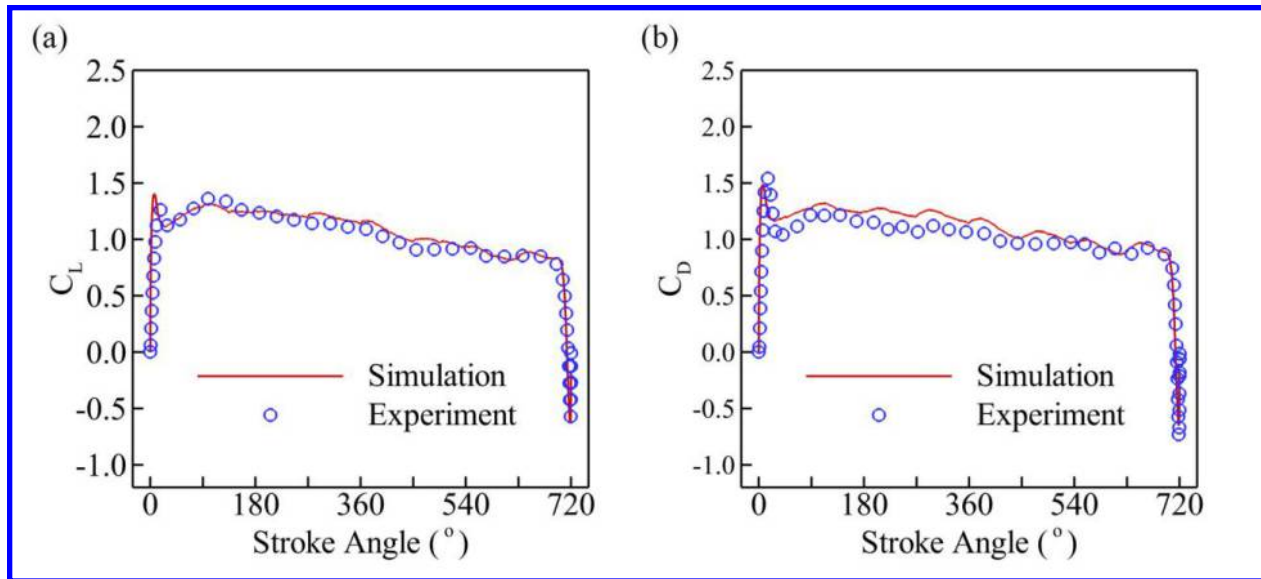 (a)
2.5
2.0
1.5
1.0
0.5
0.0
-0.5
-1.0
C_L
Simulation
Experiment
0 180 360 540 720
Stroke Angle (°)
(b)
2.5
2.0
1.5
1.0
0.5
0.0
-0.5
-1.0
C_D
Simulation
Experiment
0 180 360 540 720
Stroke Angle (°)